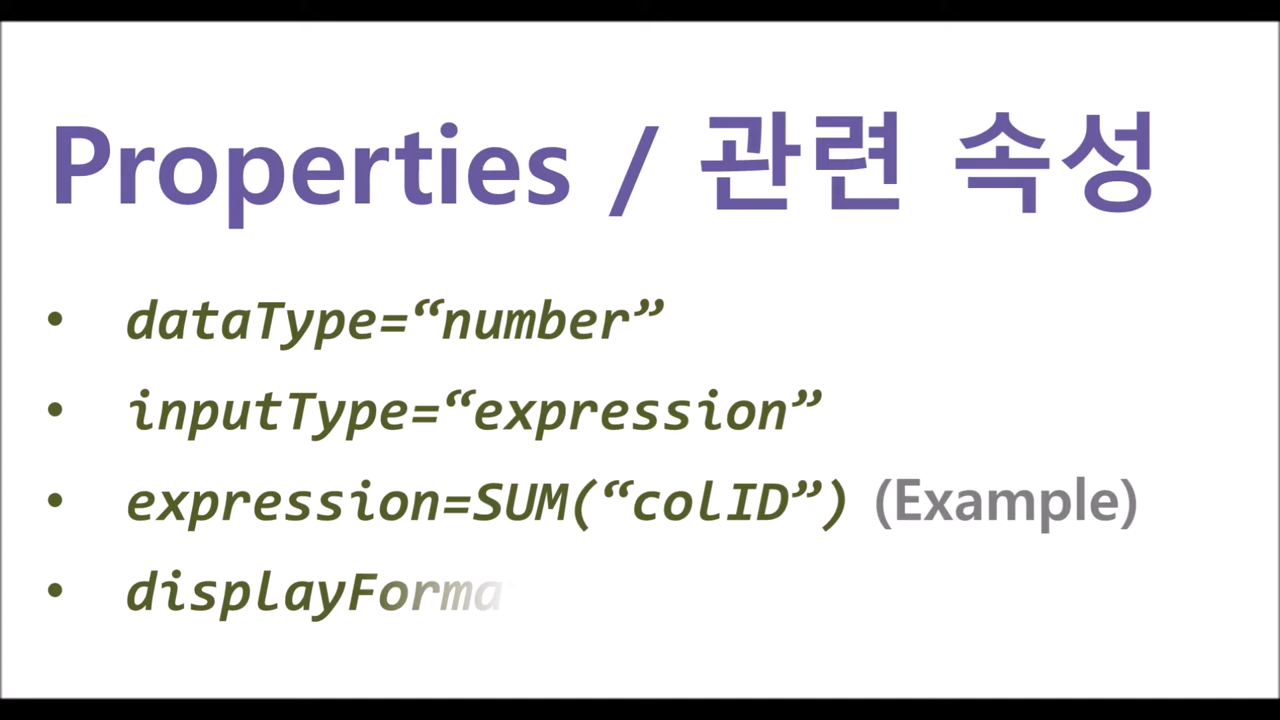 Properties / 관련 속성
• dataType=“number”
• inputType=“expression”
• expression=SUM(“colID”) (Example)
• displayForma